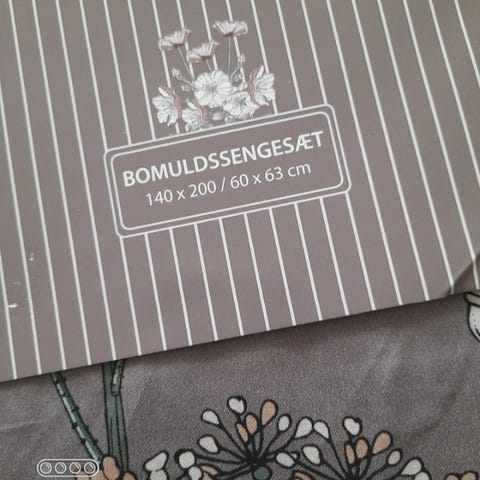 BOMULDSSENGESÆT
140 x 200 / 60 x 63 cm